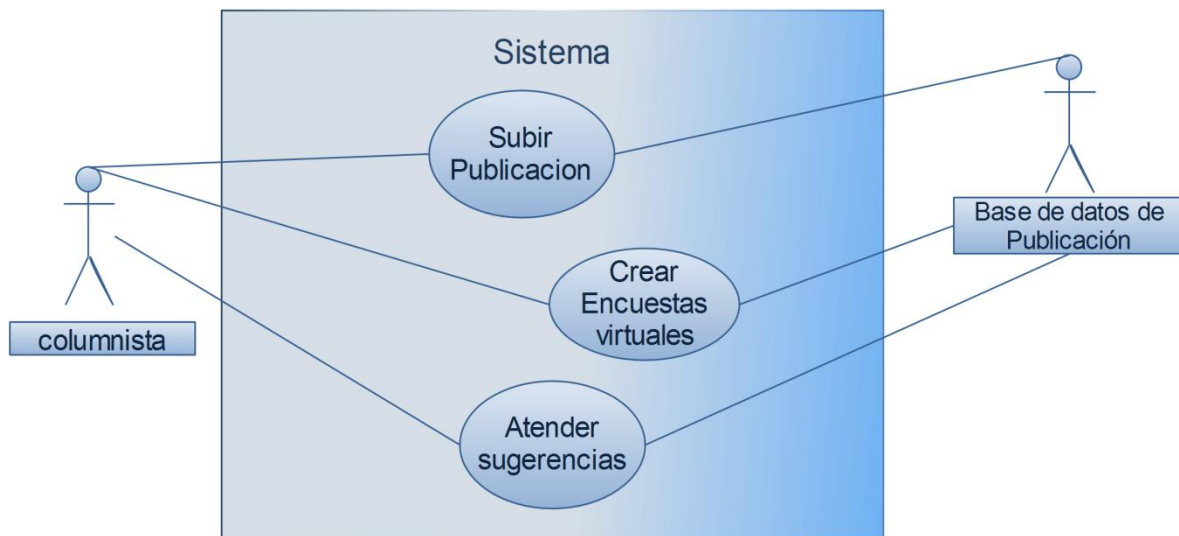 Sistema
Subir
Publicacion
Base de datos de
Publicación
Crear
Encuestas
virtuales
columnista
Atender
sugerencias